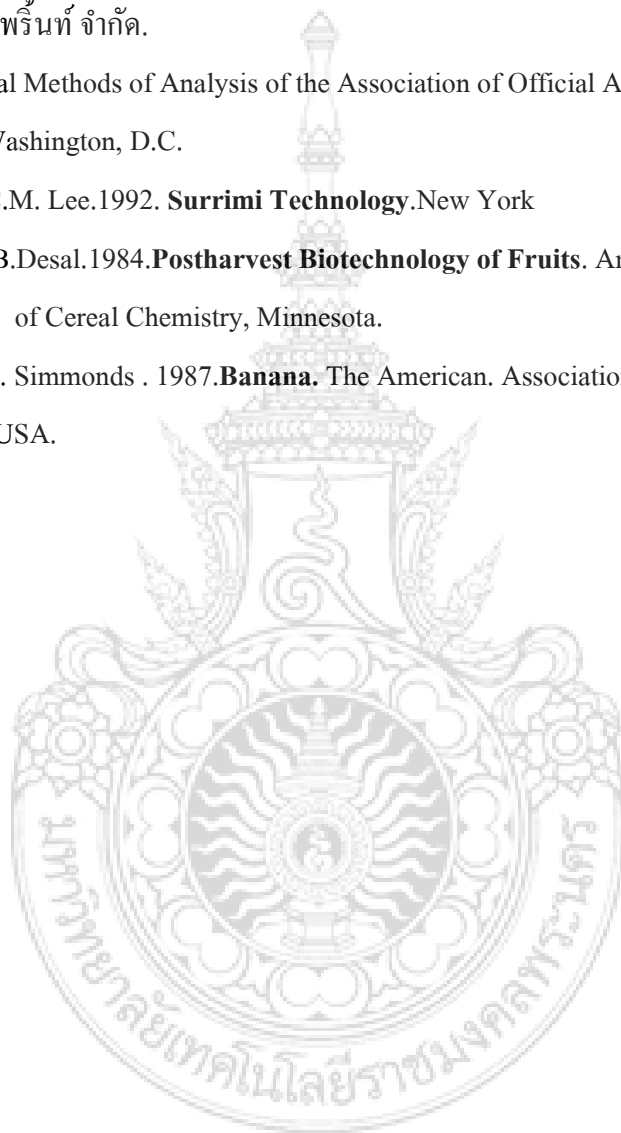 พริ้นท์ จำกัด.
al Methods of Analysis of the Association of Official A
Washington, D.C.
.M. Lee.1992. Surrimi Technology.New York
B.Desal.1984.Postharvest Biotechnology of Fruits. A
of Cereal Chemistry, Minnesota.
. Simmonds . 1987.Banana. The American. Association
USA.
มหาวิทยาลัยเทคโนโลยีราชมงคลพระนคร